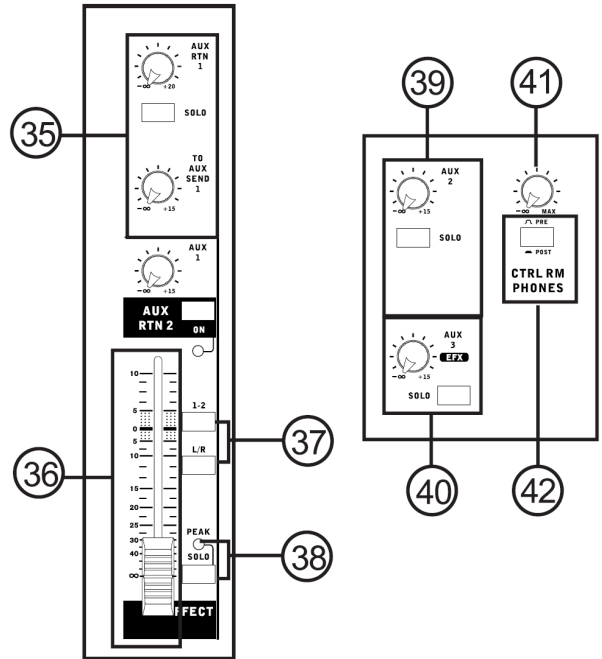 AUX
RTN
1
-∞ +20
SOLO
35
TO
AUX
SEND
1
-∞ +15
AUX
1
-∞ +15
AUX
RTN 2
ON
10
5
0
5
10
15
20
25
30
40
∞
36
1-2
L/R
37
PEAK
SOLO
38
FFECT
39
AUX
2
-∞ +15
SOLO
AUX
3
EFX
-∞ +15
SOLO
40
41
-∞ MAX
PRE
POST
CTRL RM
PHONES
42